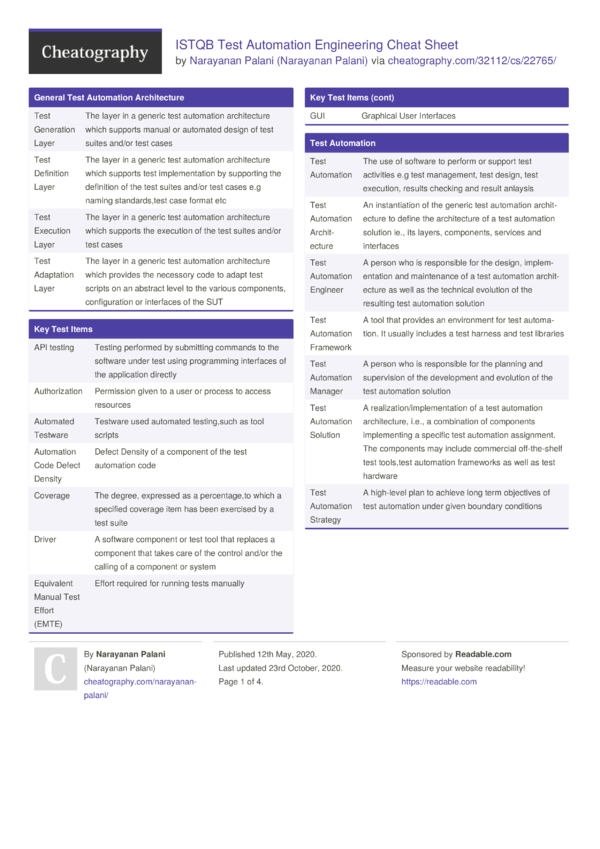 Cheatography
ISTQB Test Automation Engineering Cheat Sheet
by Narayanan Palani (Narayanan Palani) via cheatography.com/32112/cs/22765/
General Test Automation Architecture
Test Generation Layer
The layer in a generic test automation architecture
which supports manual or automated design of test
suites and/or test cases
Test Definition Layer
The layer in a generic test automation architecture
which supports test implementation by supporting the
definition of the test suites and/or test cases e.g
naming standards,test case format etc
Test Execution Layer
The layer in a generic test automation architecture
which supports the execution of the test suites and/or
test cases
Test Adaptation Layer
The layer in a generic test automation architecture
which provides the necessary code to adapt test
scripts on an abstract level to the various components,
configuration or interfaces of the SUT
Key Test Items
API testing
Testing performed by submitting commands to the
software under test using programming interfaces of
the application directly
Authorization
Permission given to a user or process to access
resources
Automated Testware
Testware used automated testing,such as tool
scripts
Automation Code Defect Density
Defect Density of a component of the test
automation code
Coverage
The degree, expressed as a percentage,to which a
specified coverage item has been exercised by a
test suite
Driver
A software component or test tool that replaces a
component that takes care of the control and/or the
calling of a component or system
Equivalent Manual Test Effort (EMTE)
Effort required for running tests manually
Key Test Items (cont)
GUI
Graphical User Interfaces
Test Automation
Test Automation
The use of software to perform or support test
activities e.g test management, test design, test
execution, results checking and result anlaysis
Test Automation Archit-ecture
An instantiation of the generic test automation archit-
ecture to define the architecture of a test automation
solution ie., its layers, components, services and
interfaces
Test Automation Engineer
A person who is responsible for the design, implem-
entation and maintenance of a test automation archit-
ecture as well as the technical evolution of the
resulting test automation solution
Test Automation Framework
A tool that provides an environment for test automa-
tion. It usually includes a test harness and test libraries
Test Automation Manager
A person who is responsible for the planning and
supervision of the development and evolution of the
test automation solution
Test Automation Solution
A realization/implementation of a test automation
architecture, i.e., a combination of components
implementing a specific test automation assignment.
The components may include commercial off-the-shelf
test tools,test automation frameworks as well as test
hardware
Test Automation Strategy
A high-level plan to achieve long term objectives of
test automation under given boundary conditions
C
By Narayanan Palani
(Narayanan Palani)
cheatography.com/narayanan-
palani/
Published 12th May, 2020.
Last updated 23rd October, 2020.
Page 1 of 4.
Sponsored by Readable.com
Measure your website readability!
https://readable.com